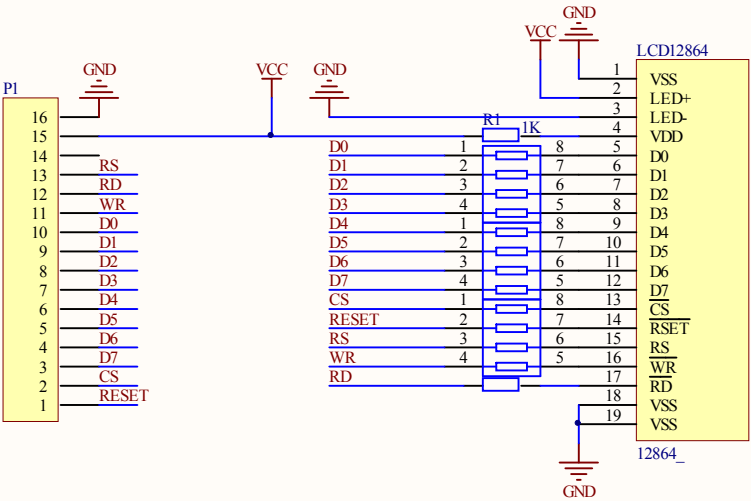 GND
VCC
LCD12864
GND
VCC
GND
P1
1 VSS
2 LED+
16
3 LED-
15
R1 1K
4 VDD
14
D0 1 8 5 D0
13 RS
D1 2 7 6 D1
12 RD
D2 3 6 7 D2
11 WR
D3 4 5 8 D3
10 D0
D4 1 8 9 D4
9 D1
D5 2 7 10 D5
8 D2
D6 3 6 11 D6
7 D3
D7 4 5 12 D7
6 D4
CS 1 8 13 CS
5 D5
RESET 2 7 14 RSET
4 D6
RS 3 6 15 RS
3 D7
WR 4 5 16 WR
2 CS
RD 17 RD
1 RESET
18 VSS
19 VSS
12864_
GND